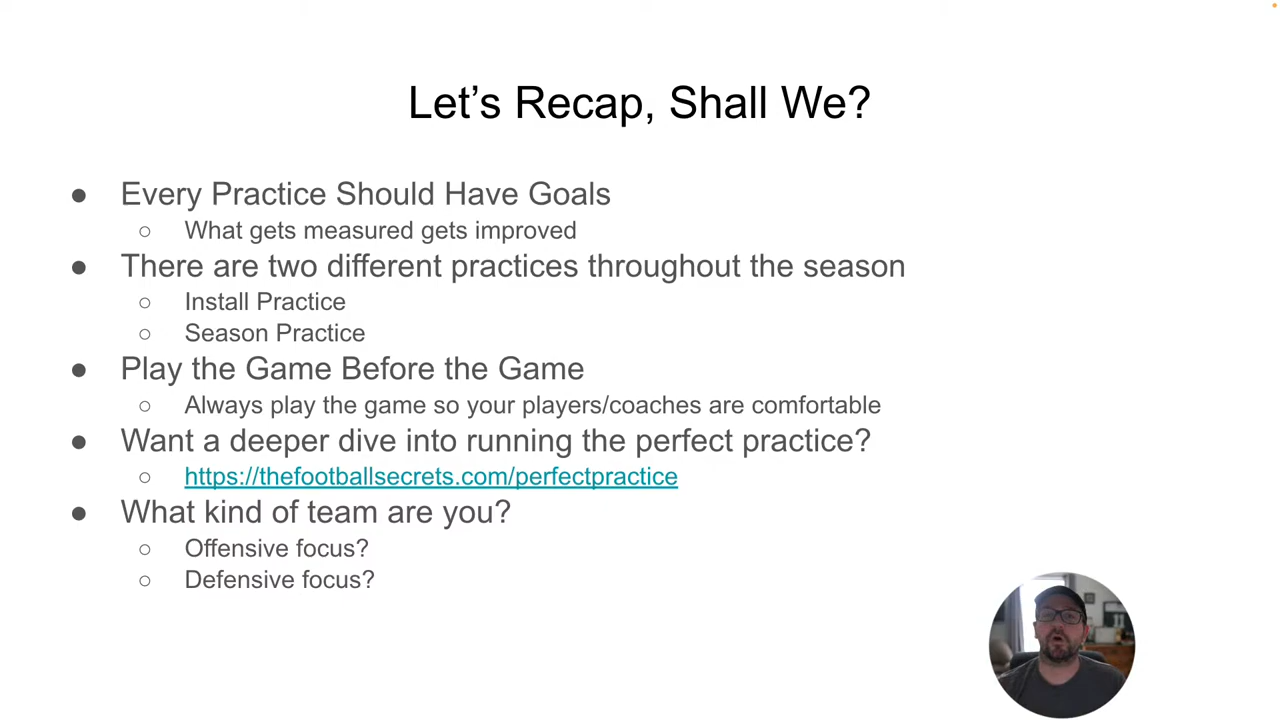 Let’s Recap, Shall We?
● Every Practice Should Have Goals
○ What gets measured gets improved
● There are two different practices throughout the season
○ Install Practice
○ Season Practice
● Play the Game Before the Game
○ Always play the game so your players/coaches are comfortable
● Want a deeper dive into running the perfect practice?
○ https://thefootballsecrets.com/perfectpractice
● What kind of team are you?
○ Offensive focus?
○ Defensive focus?